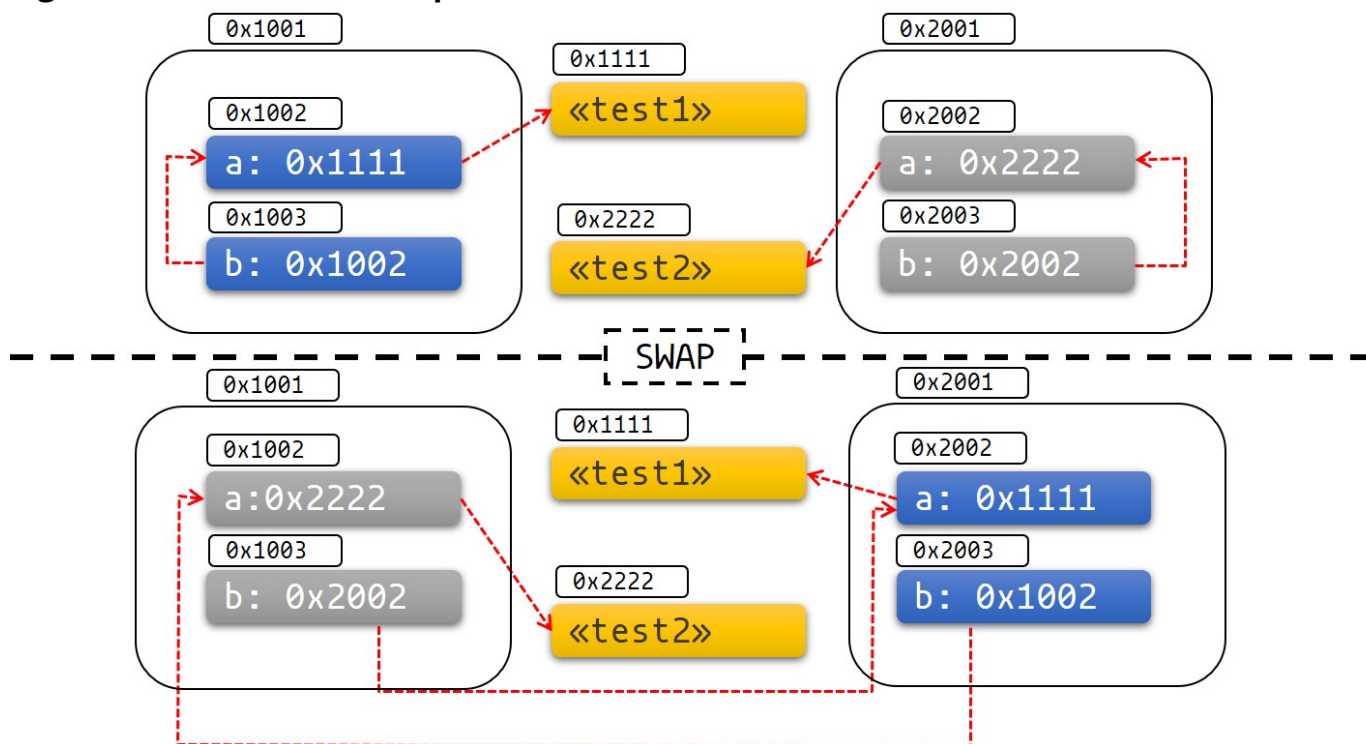 0x1001
0x1002
a: 0x1111
0x1003
b: 0x1002
0x1111
«test1»
0x2222
«test2»
0x2001
0x2002
a: 0x2222
0x2003
b: 0x2002
SWAP
0x1001
0x1002
a:0x2222
0x1003
b: 0x2002
0x1111
«test1»
0x2222
«test2»
0x2001
0x2002
a: 0x1111
0x2003
b: 0x1002